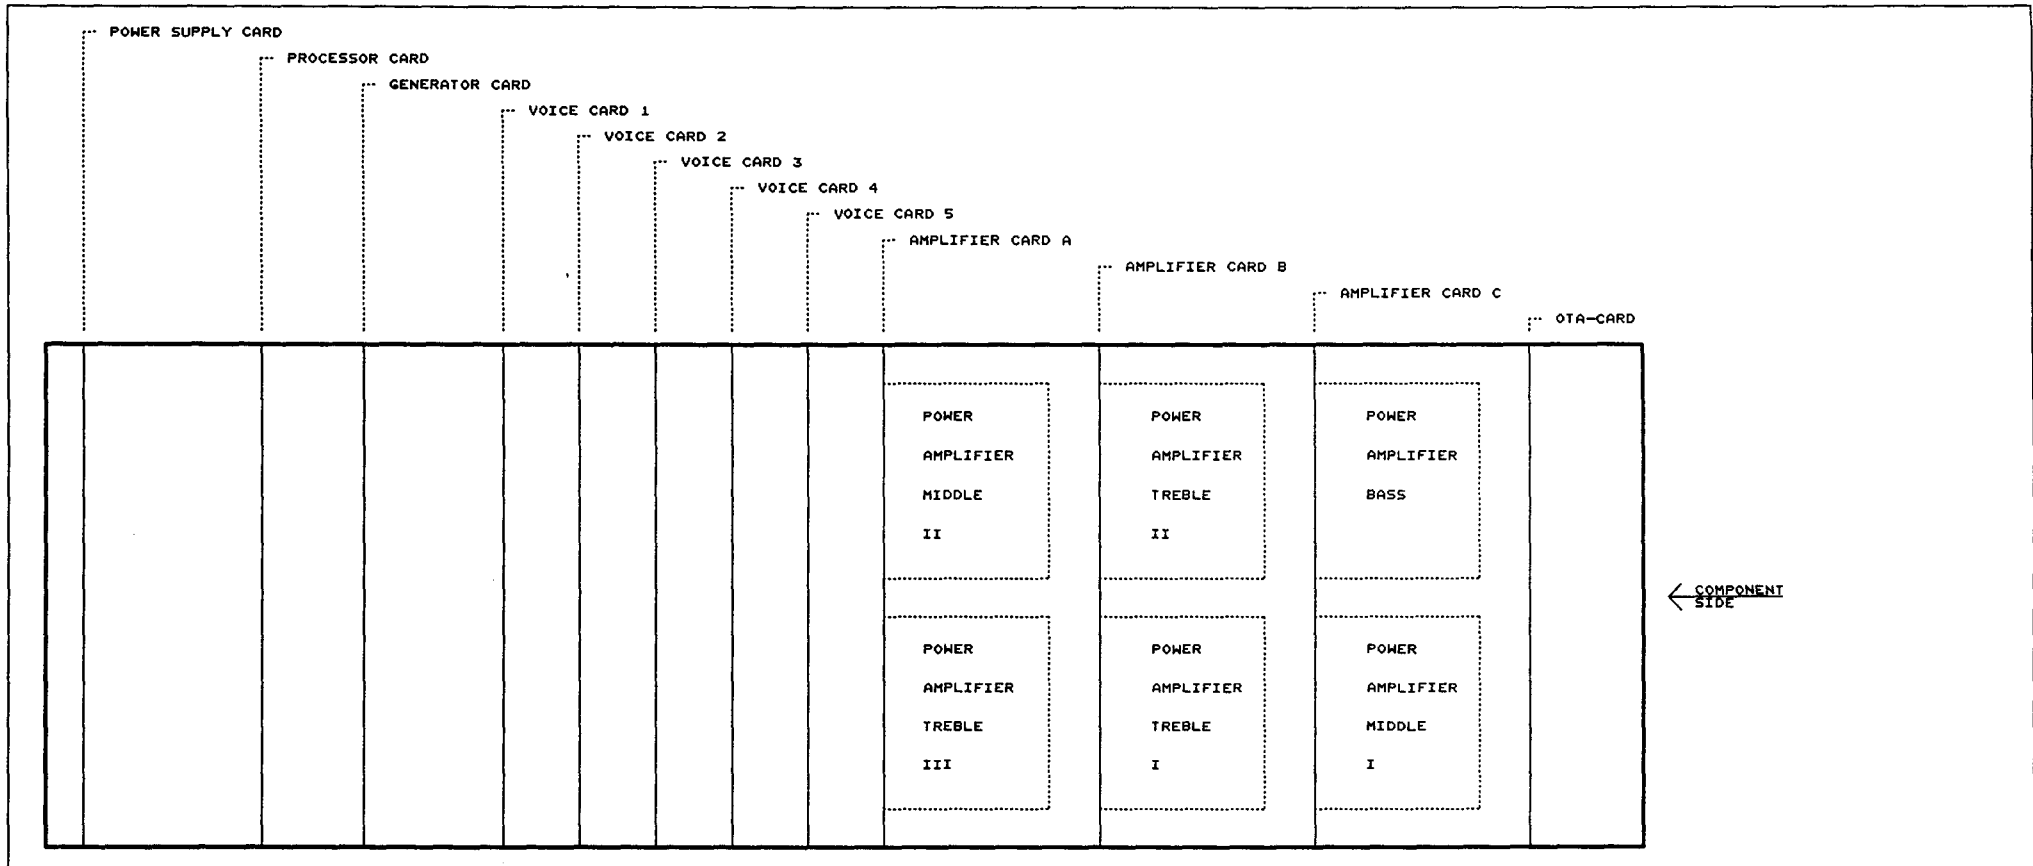 POWER SUPPLY CARD
PROCESSOR CARD
GENERATOR CARD
VOICE CARD 1
VOICE CARD 2
VOICE CARD 3
VOICE CARD 4
VOICE CARD 5
AMPLIFIER CARD A
AMPLIFIER CARD B
AMPLIFIER CARD C
OTA-CARD
POWER
AMPLIFIER
MIDDLE
II
POWER
AMPLIFIER
TREBLE
II
POWER
AMPLIFIER
BASS
COMPONENT
SIDE
POWER
AMPLIFIER
TREBLE
III
POWER
AMPLIFIER
TREBLE
I
POWER
AMPLIFIER
MIDDLE
I